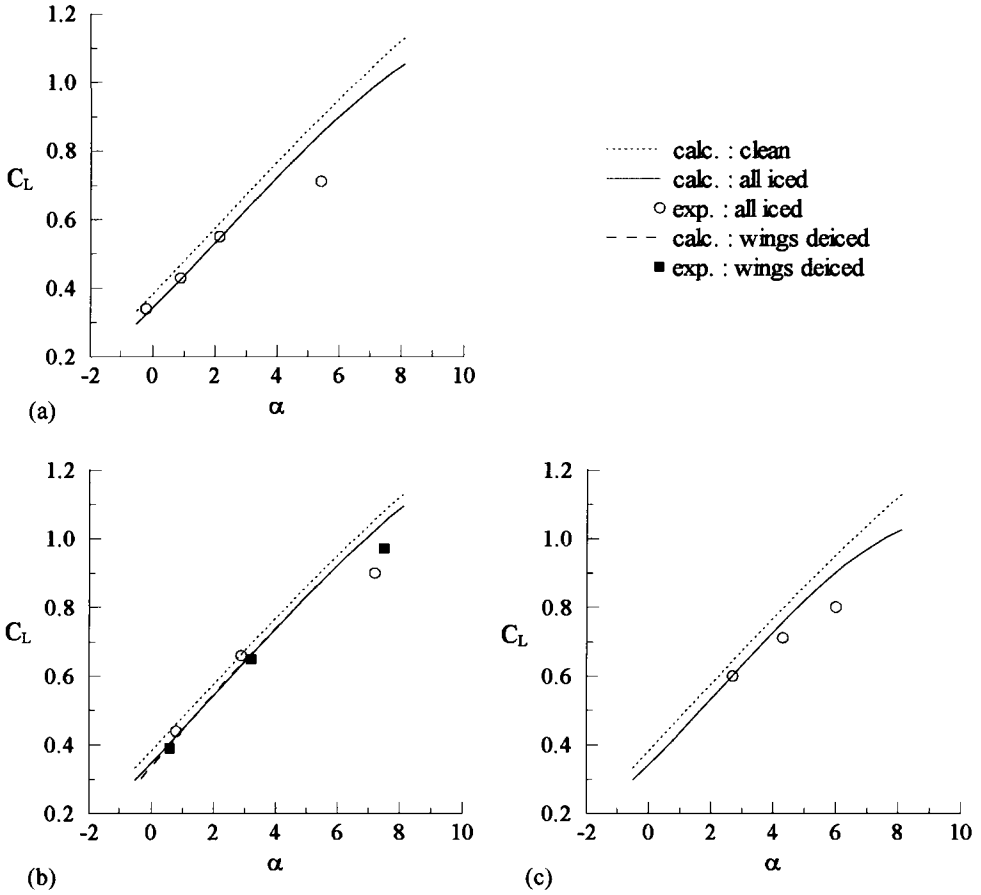 1.2
1.0
0.8
C_L
0.6
0.4
0.2
-2 0 2 4 6 8 10
α
(a)
calc. : clean
calc. : all iced
exp. : all iced
calc. : wings deiced
exp. : wings deiced
1.2
1.0
0.8
C_L
0.6
0.4
0.2
-2 0 2 4 6 8 10
α
(b)
1.2
1.0
0.8
C_L
0.6
0.4
0.2
-2 0 2 4 6 8 10
α
(c)